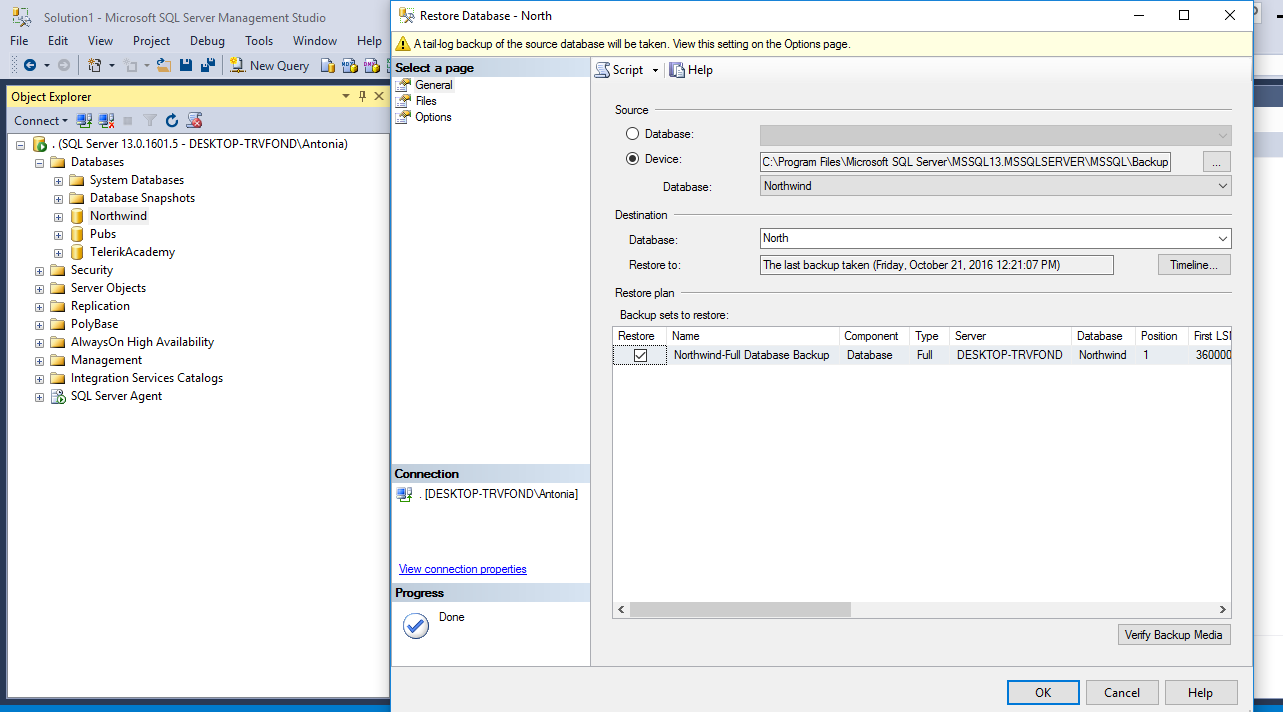 Solution1 - Microsoft SQL Server Management Studio
File Edit View Project Debug Tools Window Help
New Query
Object Explorer
Connect
. (SQL Server 13.0.1601.5 - DESKTOP-TRVFOND\Antonia)
Databases
System Databases
Database Snapshots
Northwind
Pubs
TelerikAcademy
Security
Server Objects
Replication
PolyBase
AlwaysOn High Availability
Management
Integration Services Catalogs
SQL Server Agent
Restore Database - North
A tail-log backup of the source database will be taken. View this setting on the Options page.
Select a page
General
Files
Options
Connection
. [DESKTOP-TRVFOND\Antonia]
View connection properties
Progress
Done
Script Help
Source
Database:
Device: C:\Program Files\Microsoft SQL Server\MSSQL13.MSSQLSERVER\MSSQL\Backup ...
Database: Northwind
Destination
Database: North
Restore to: The last backup taken (Friday, October 21, 2016 12:21:07 PM) Timeline...
Restore plan
Backup sets to restore:
Restore Name Component Type Server Database Position First LSI
Northwind-Full Database Backup Database Full DESKTOP-TRVFOND Northwind 1 360000
Verify Backup Media
OK Cancel Help